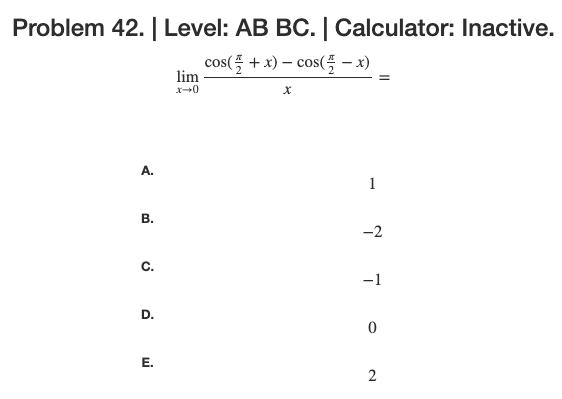 Problem 42. | Level: AB BC. | Calculator: Inactive.
lim x→0 cos(π/2 + x) − cos(π/2 − x) / x =
A. 1
B. −2
C. −1
D. 0
E. 2